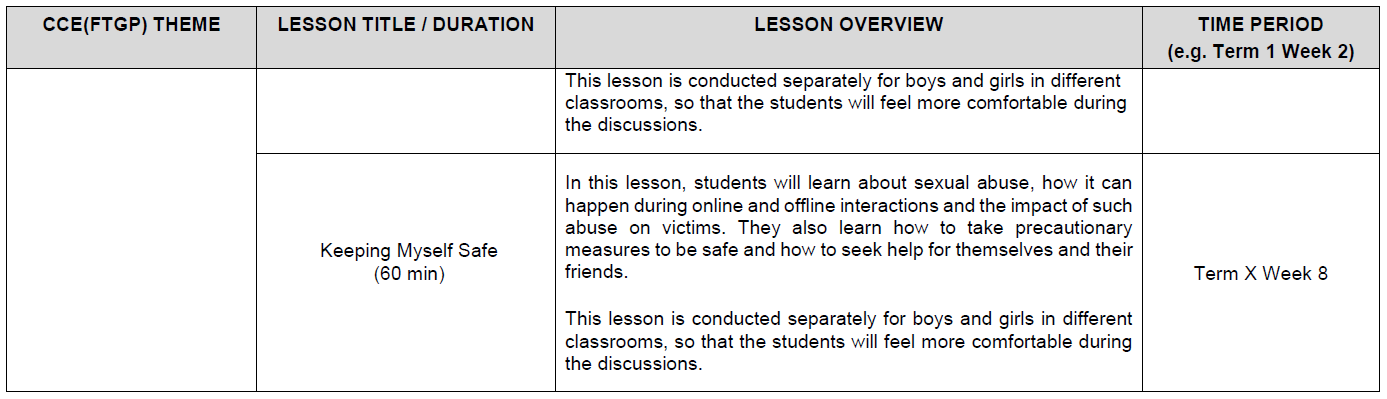 CCE(FTGP) THEME
LESSON TITLE / DURATION
LESSON OVERVIEW
TIME PERIOD
(e.g. Term 1 Week 2)
This lesson is conducted separately for boys and girls in different
classrooms, so that the students will feel more comfortable during
the discussions.
Keeping Myself Safe
(60 min)
In this lesson, students will learn about sexual abuse, how it can
happen during online and offline interactions and the impact of such
abuse on victims. They also learn how to take precautionary
measures to be safe and how to seek help for themselves and their
friends.
This lesson is conducted separately for boys and girls in different
classrooms, so that the students will feel more comfortable during
the discussions.
Term X Week 8